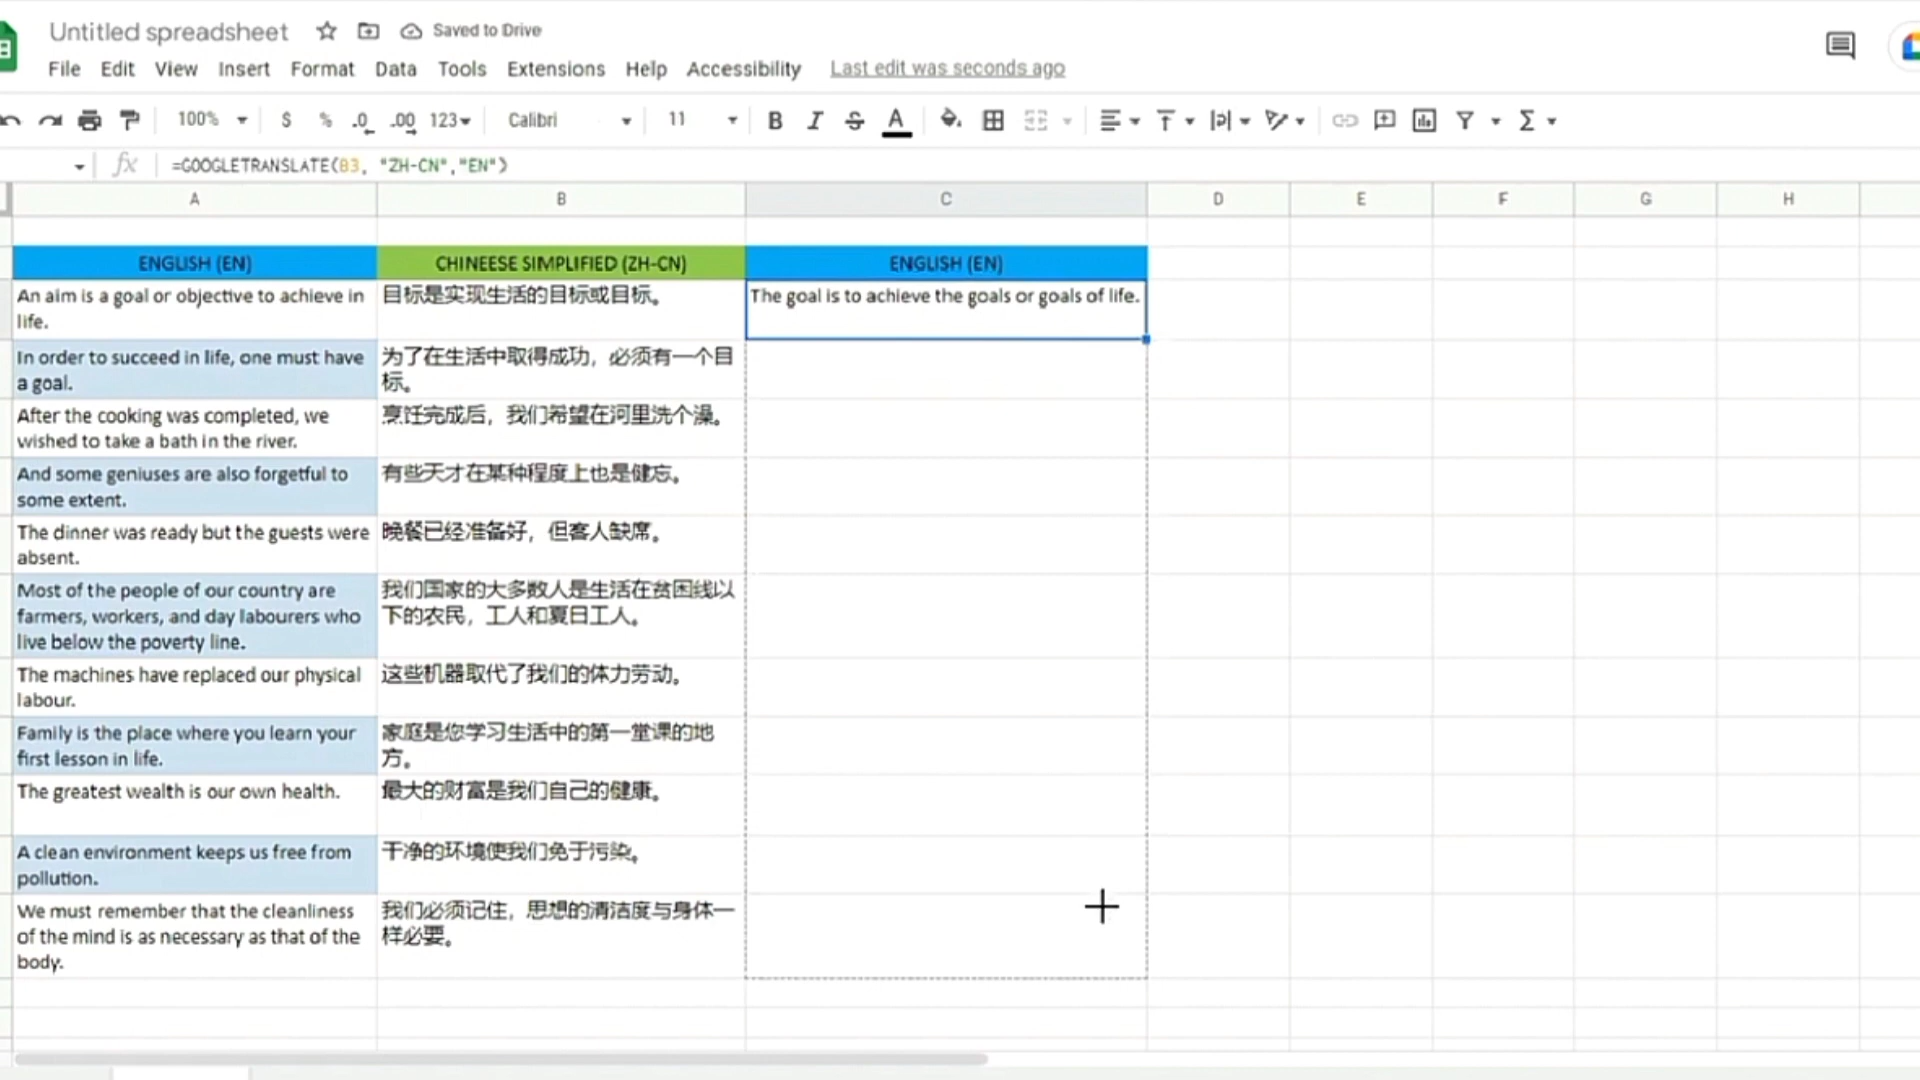 Untitled spreadsheet
Saved to Drive
File Edit View Insert Format Data Tools Extensions Help Accessibility Last edit was seconds ago
100% $ % .0 .00 123 Calibri 11 B I S A
fx =GOOGLETRANSLATE(B3, "ZH-CN","EN")
A B C D E F G H
ENGLISH (EN) CHINEESE SIMPLIFIED (ZH-CN) ENGLISH (EN)
An aim is a goal or objective to achieve in
life.
目标是实现生活的目标或目标。
The goal is to achieve the goals or goals of life.
In order to succeed in life, one must have
a goal.
为了在生活中取得成功，必须有一个目
标。
After the cooking was completed, we
wished to take a bath in the river.
烹饪完成后，我们希望在河里洗个澡。
And some geniuses are also forgetful to
some extent.
有些天才在某种程度上也是健忘。
The dinner was ready but the guests were
absent.
晚餐已经准备好，但客人缺席。
Most of the people of our country are
farmers, workers, and day labourers who
live below the poverty line.
我们国家的大多数人是生活在贫困线以
下的农民，工人和夏日工人。
The machines have replaced our physical
labour.
这些机器取代了我们的体力劳动。
Family is the place where you learn your
first lesson in life.
家庭是您学习生活中的第一堂课的地
方。
The greatest wealth is our own health.
最大的财富是我们自己的健康。
A clean environment keeps us free from
pollution.
干净的环境使我们免于污染。
We must remember that the cleanliness
of the mind is as necessary as that of the
body.
我们必须记住，思想的清洁度与身体一
样必要。